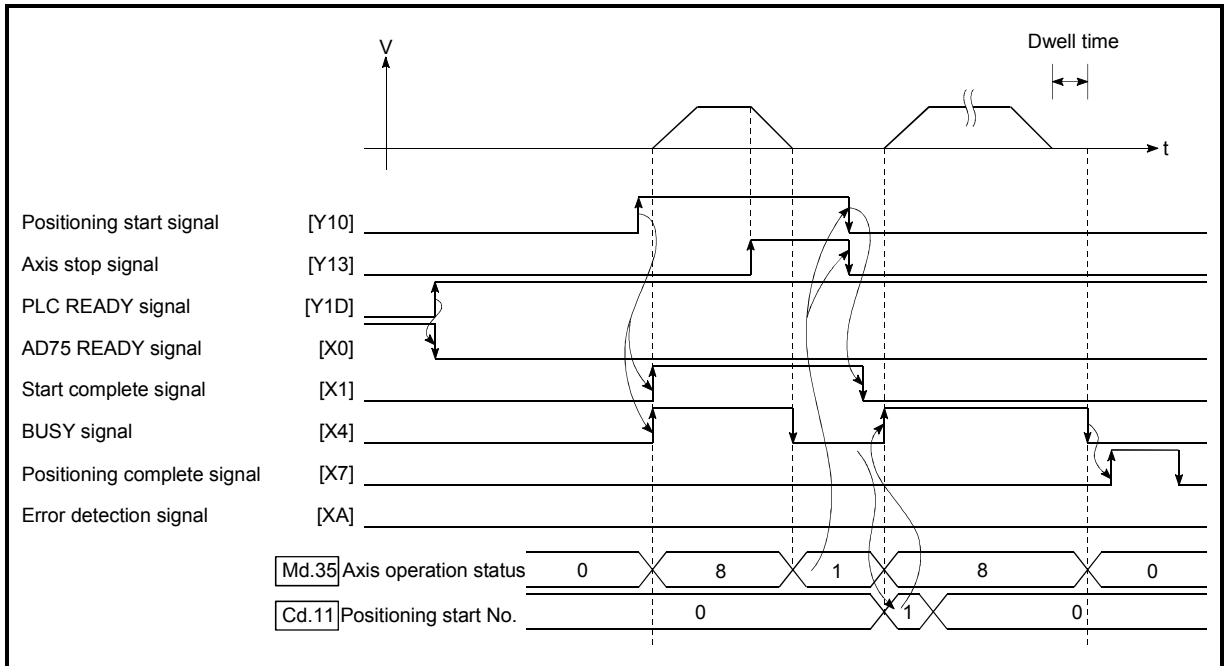 V
Dwell time
t
Positioning start signal [Y10]
Axis stop signal [Y13]
PLC READY signal [Y1D]
AD75 READY signal [X0]
Start complete signal [X1]
BUSY signal [X4]
Positioning complete signal [X7]
Error detection signal [XA]
Md.35 Axis operation status 0 8 1 8 0
Cd.11 Positioning start No. 0 1 0